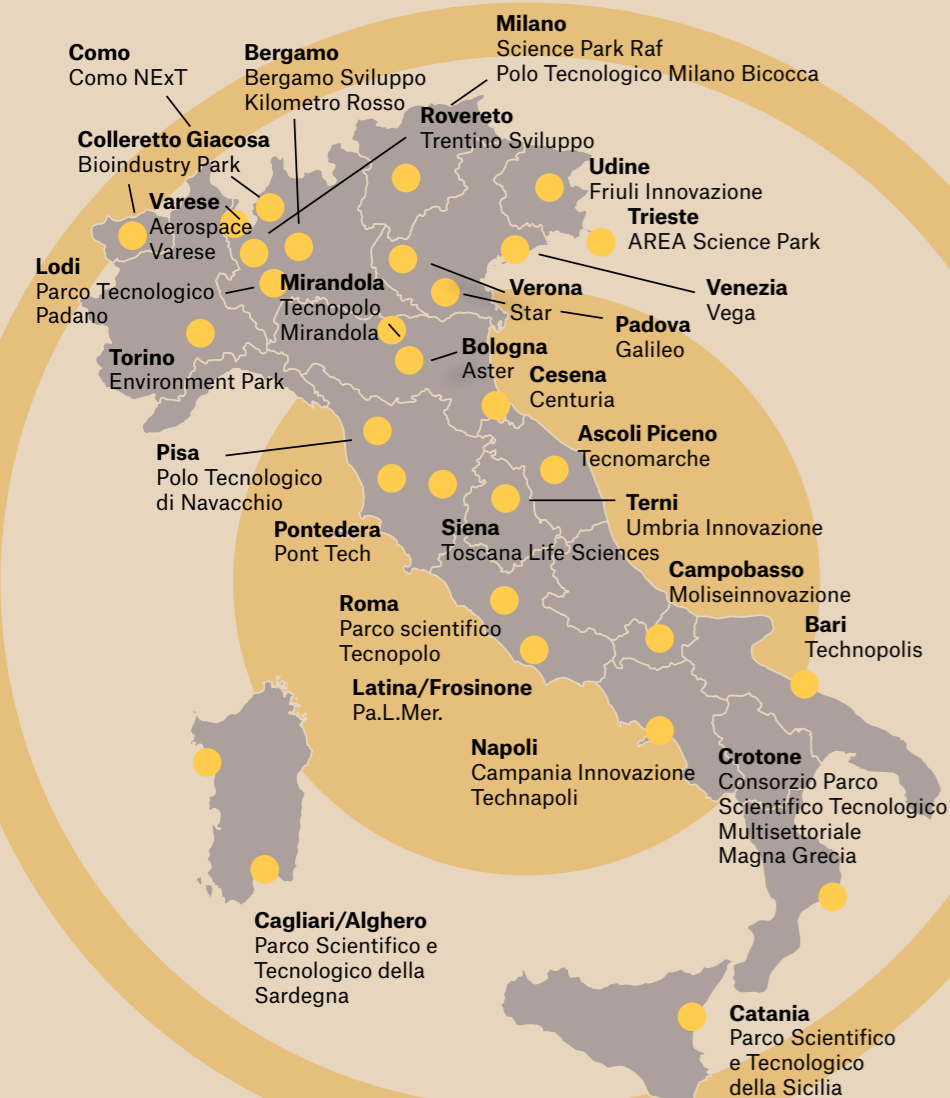 Milano
Science Park Raf
Polo Tecnologico Milano Bicocca
Como
Como NExT
Bergamo
Bergamo Sviluppo
Kilometro Rosso
Rovereto
Trentino Sviluppo
Colleretto Giacosa
Bioindustry Park
Udine
Friuli Innovazione
Varese
Aerospace
Varese
Trieste
AREA Science Park
Lodi
Parco Tecnologico
Padano
Mirandola
Tecnopolo
Mirandola
Verona
Star
Venezia
Vega
Padova
Galileo
Torino
Environment Park
Bologna
Aster
Cesena
Centuria
Ascoli Piceno
Tecnomarche
Pisa
Polo Tecnologico
di Navacchio
Terni
Umbria Innovazione
Pontedera
Pont Tech
Siena
Toscana Life Sciences
Campobasso
Moliseinnovazione
Roma
Parco scientifico
Tecnopolo
Bari
Technopolis
Latina/Frosinone
Pa.L.Mer.
Napoli
Campania Innovazione
Technapoli
Crotone
Consorzio Parco
Scientifico Tecnologico
Multisettoriale
Magna Grecia
Cagliari/Alghero
Parco Scientifico e
Tecnologico della
Sardegna
Catania
Parco Scientifico
e Tecnologico
della Sicilia